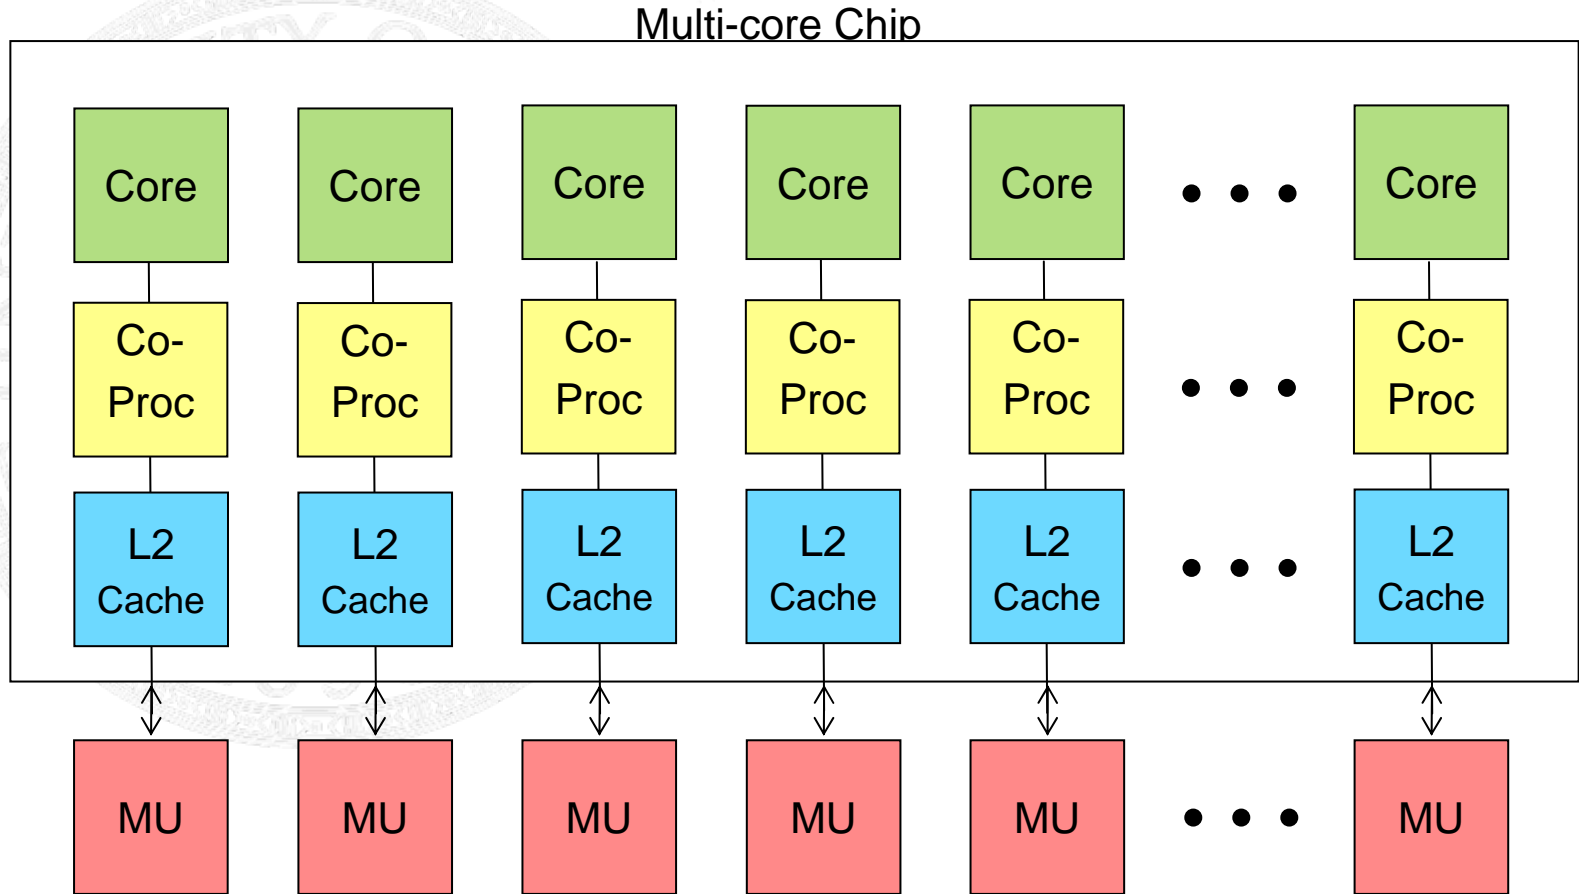 Multi-core Chip
Core Core Core Core Core • • • Core
Co- Co- Co- Co- Co- Co-
Proc Proc Proc Proc Proc • • • Proc
L2 L2 L2 L2 L2 L2
Cache Cache Cache Cache Cache • • • Cache
MU MU MU MU MU • • • MU